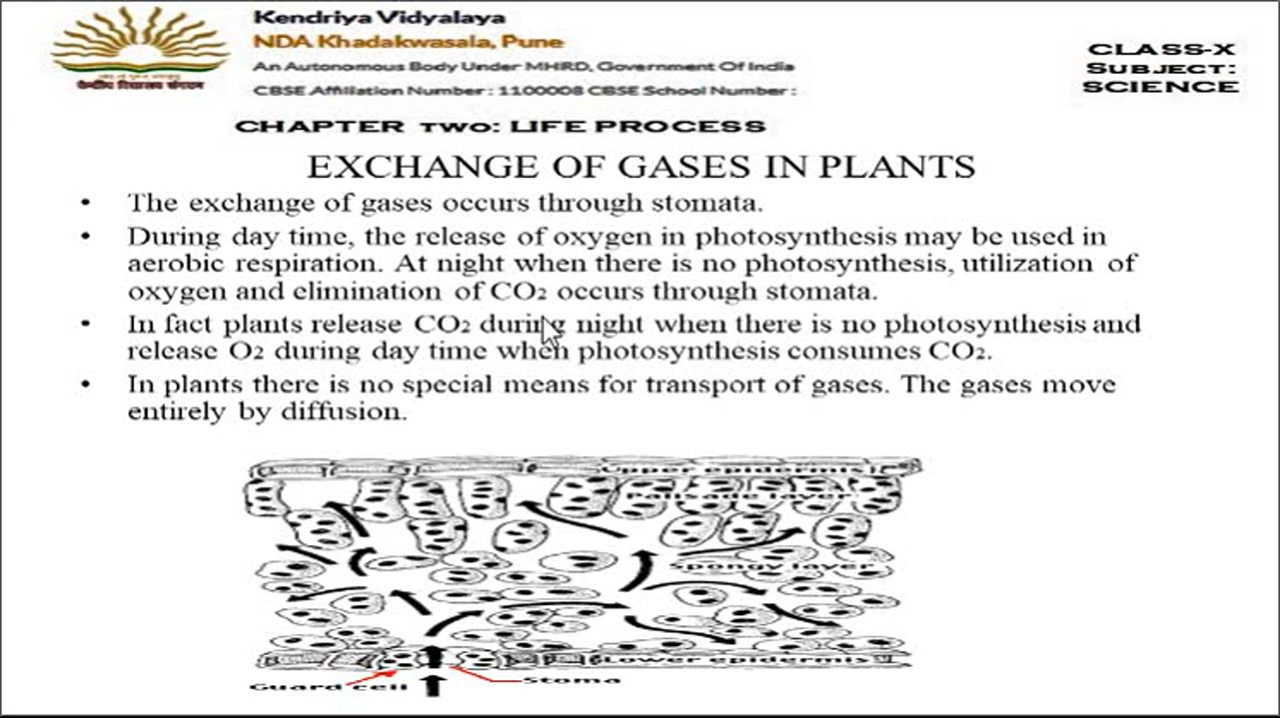 Kendriya Vidyalaya
NDA Khadakwasala, Pune
An Autonomous Body Under MHRD, Government Of India
CBSE Affiliation Number : 1100008 CBSE School Number :
केन्द्रीय विद्यालय संगठन
CLASS-X
SUBJECT:
SCIENCE
CHAPTER TWO: LIFE PROCESS
EXCHANGE OF GASES IN PLANTS
• The exchange of gases occurs through stomata.
• During day time, the release of oxygen in photosynthesis may be used in
aerobic respiration. At night when there is no photosynthesis, utilization of
oxygen and elimination of CO2 occurs through stomata.
• In fact plants release CO2 during night when there is no photosynthesis and
release O2 during day time when photosynthesis consumes CO2.
• In plants there is no special means for transport of gases. The gases move
entirely by diffusion.
Upper epidermis
Palisade layer
Spongy layer
Lower epidermis
Guard cell
Stoma